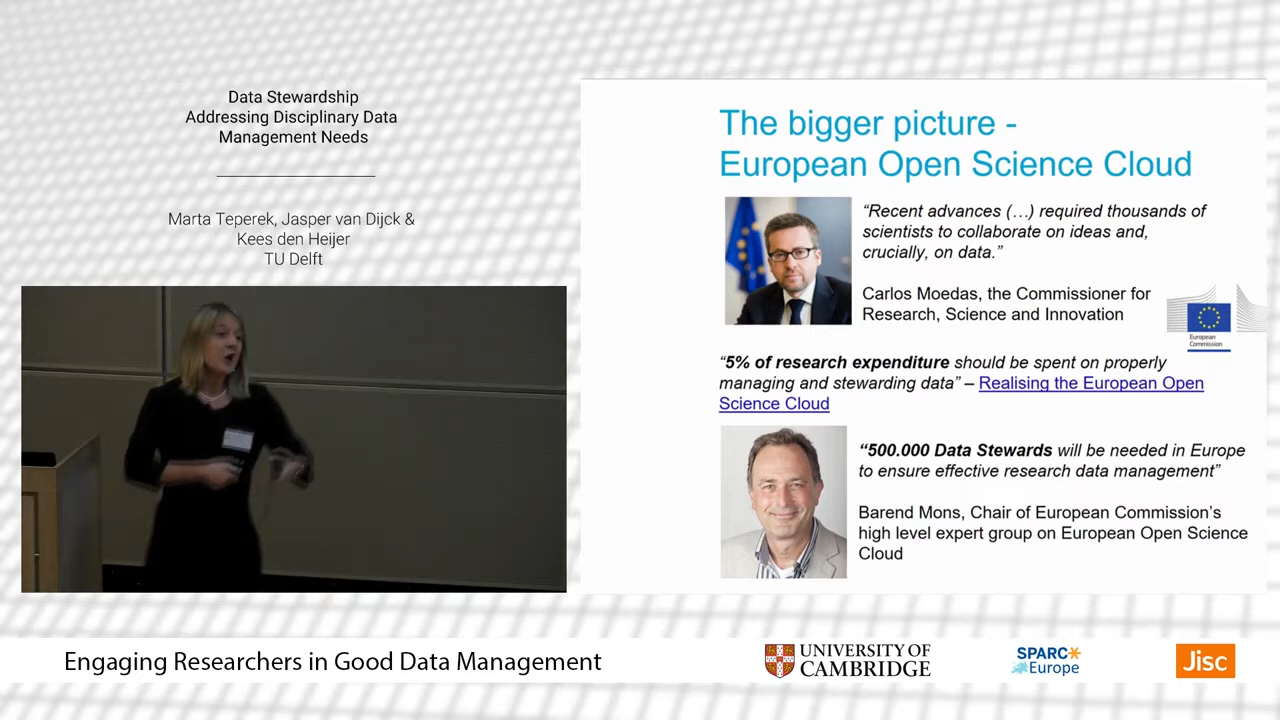 Data Stewardship
Addressing Disciplinary Data
Management Needs
Marta Teperek, Jasper van Dijck &
Kees den Heijer
TU Delft
The bigger picture -
European Open Science Cloud
“Recent advances (…) required thousands of
scientists to collaborate on ideas and,
crucially, on data.”
Carlos Moedas, the Commissioner for
Research, Science and Innovation
European
Commission
“5% of research expenditure should be spent on properly
managing and stewarding data” – Realising the European Open
Science Cloud
“500.000 Data Stewards will be needed in Europe
to ensure effective research data management”
Barend Mons, Chair of European Commission’s
high level expert group on European Open Science
Cloud
Engaging Researchers in Good Data Management
UNIVERSITY OF
CAMBRIDGE
SPARC
Europe
Jisc